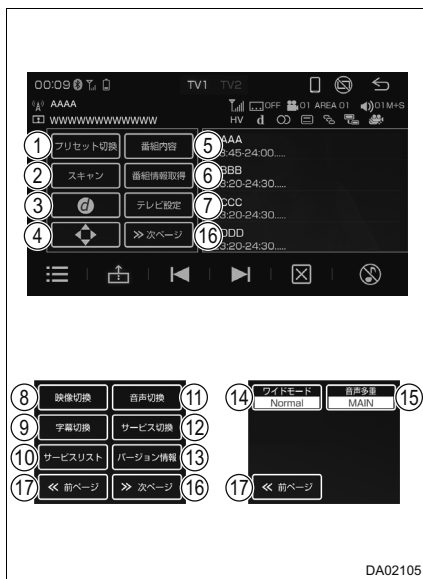 00:09 TV1 TV2
AAAA OFF 01 AREA 01 01 M+S
WWWWWWWWWWWWW HV d
1 プリセット切換 番組内容 5 AAA
3:45-24:00.....
2 スキャン 番組情報取得 6 BBB
3:20-24:30.....
3 d テレビ設定 7 CCC
3:20-24:30.....
4 >> 次ページ 16 DDD
3:20-24:30.....
8 映像切換 音声切換 11
9 字幕切換 サービス切換 12
10 サービスリスト バージョン情報 13
17 << 前ページ >> 次ページ 16
14 ワイドモード 音声多重 15
Normal MAIN
17 << 前ページ
DA02105